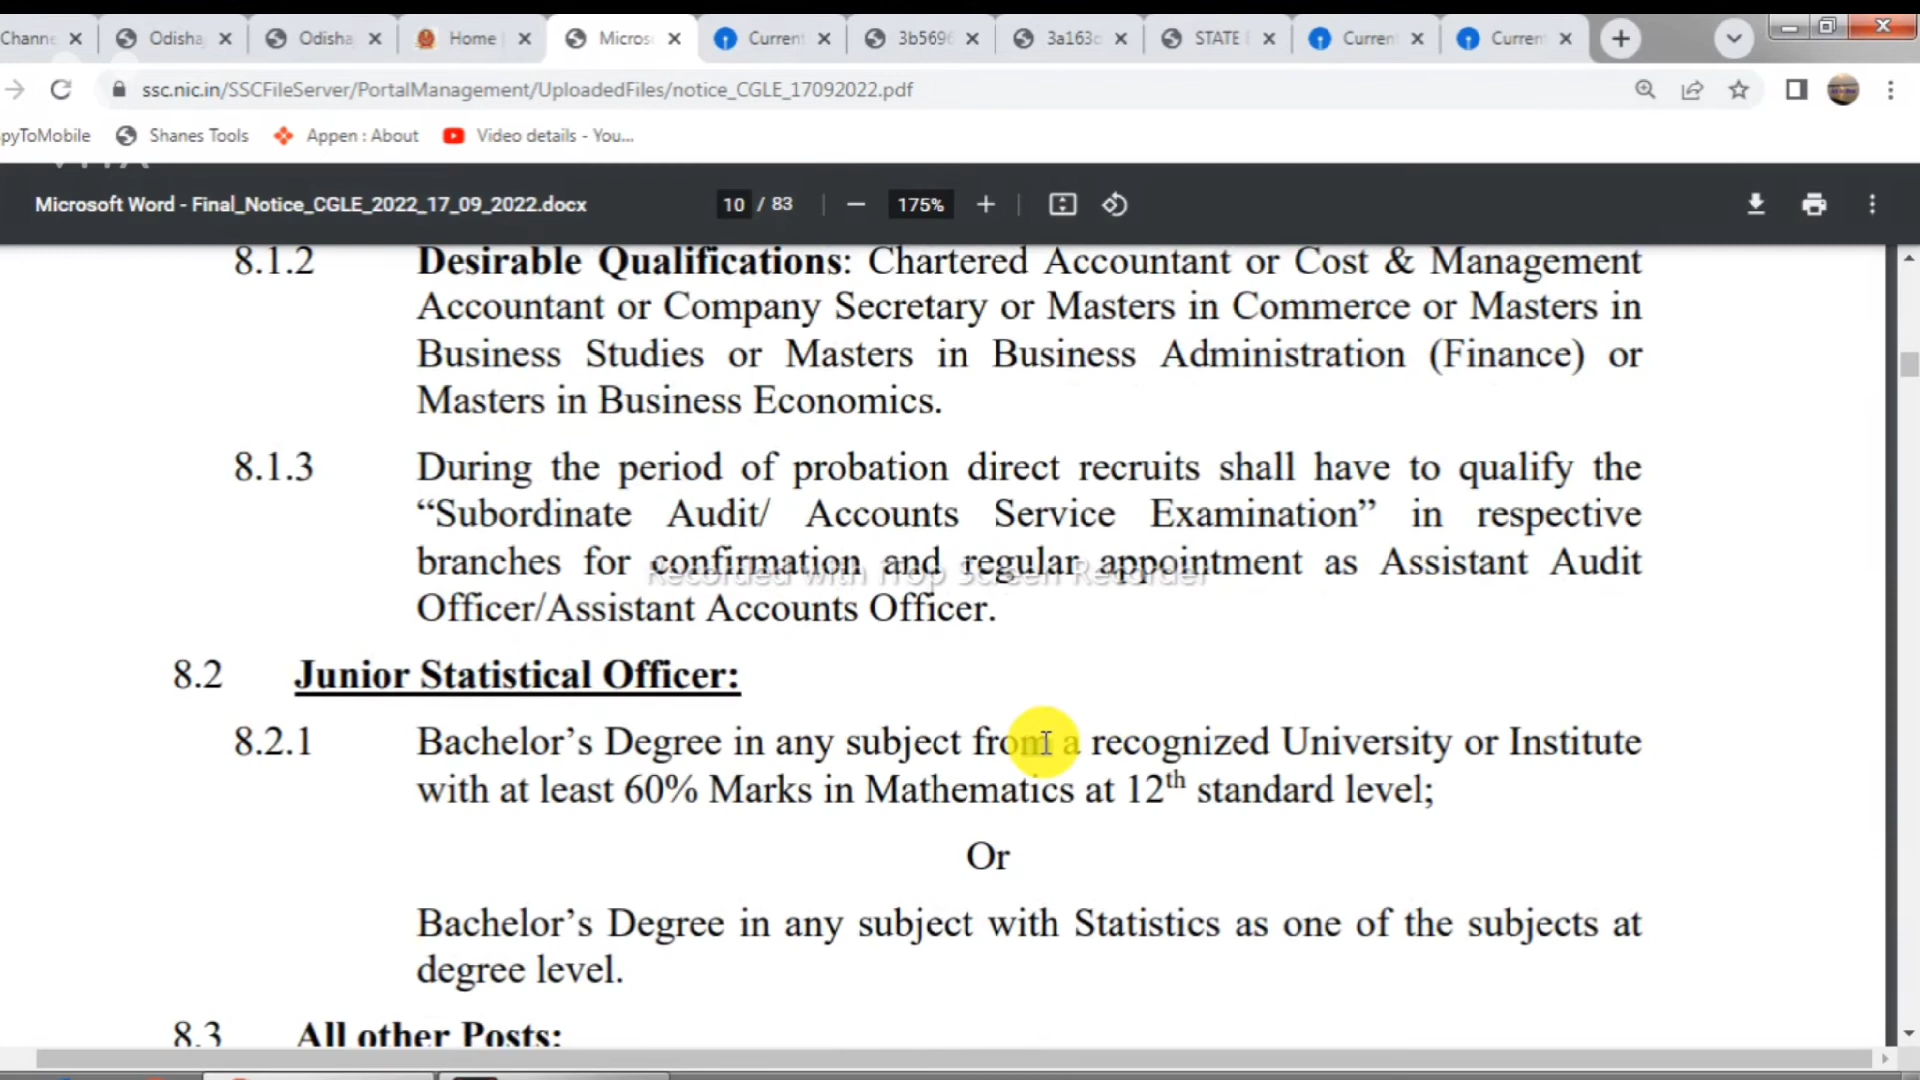 Chann
Odisha
Odisha
Home |
Micros
Current
3b569
3a163
STATE
Curren
Curren
ssc.nic.in/SSCFileServer/PortalManagement/UploadedFiles/notice_CGLE_17092022.pdf
pyToMobile
Shanes Tools
Appen : About
Video details - You...
Microsoft Word - Final_Notice_CGLE_2022_17_09_2022.docx
10 / 83
175%
8.1.2 Desirable Qualifications: Chartered Accountant or Cost & Management
Accountant or Company Secretary or Masters in Commerce or Masters in
Business Studies or Masters in Business Administration (Finance) or
Masters in Business Economics.
8.1.3 During the period of probation direct recruits shall have to qualify the
“Subordinate Audit/ Accounts Service Examination” in respective
branches for confirmation and regular appointment as Assistant Audit
Recorded with iTop Screen Recorder
Officer/Assistant Accounts Officer.
8.2 Junior Statistical Officer:
8.2.1 Bachelor’s Degree in any subject from a recognized University or Institute
with at least 60% Marks in Mathematics at 12th standard level;
Or
Bachelor’s Degree in any subject with Statistics as one of the subjects at
degree level.
8.3 All other Posts: